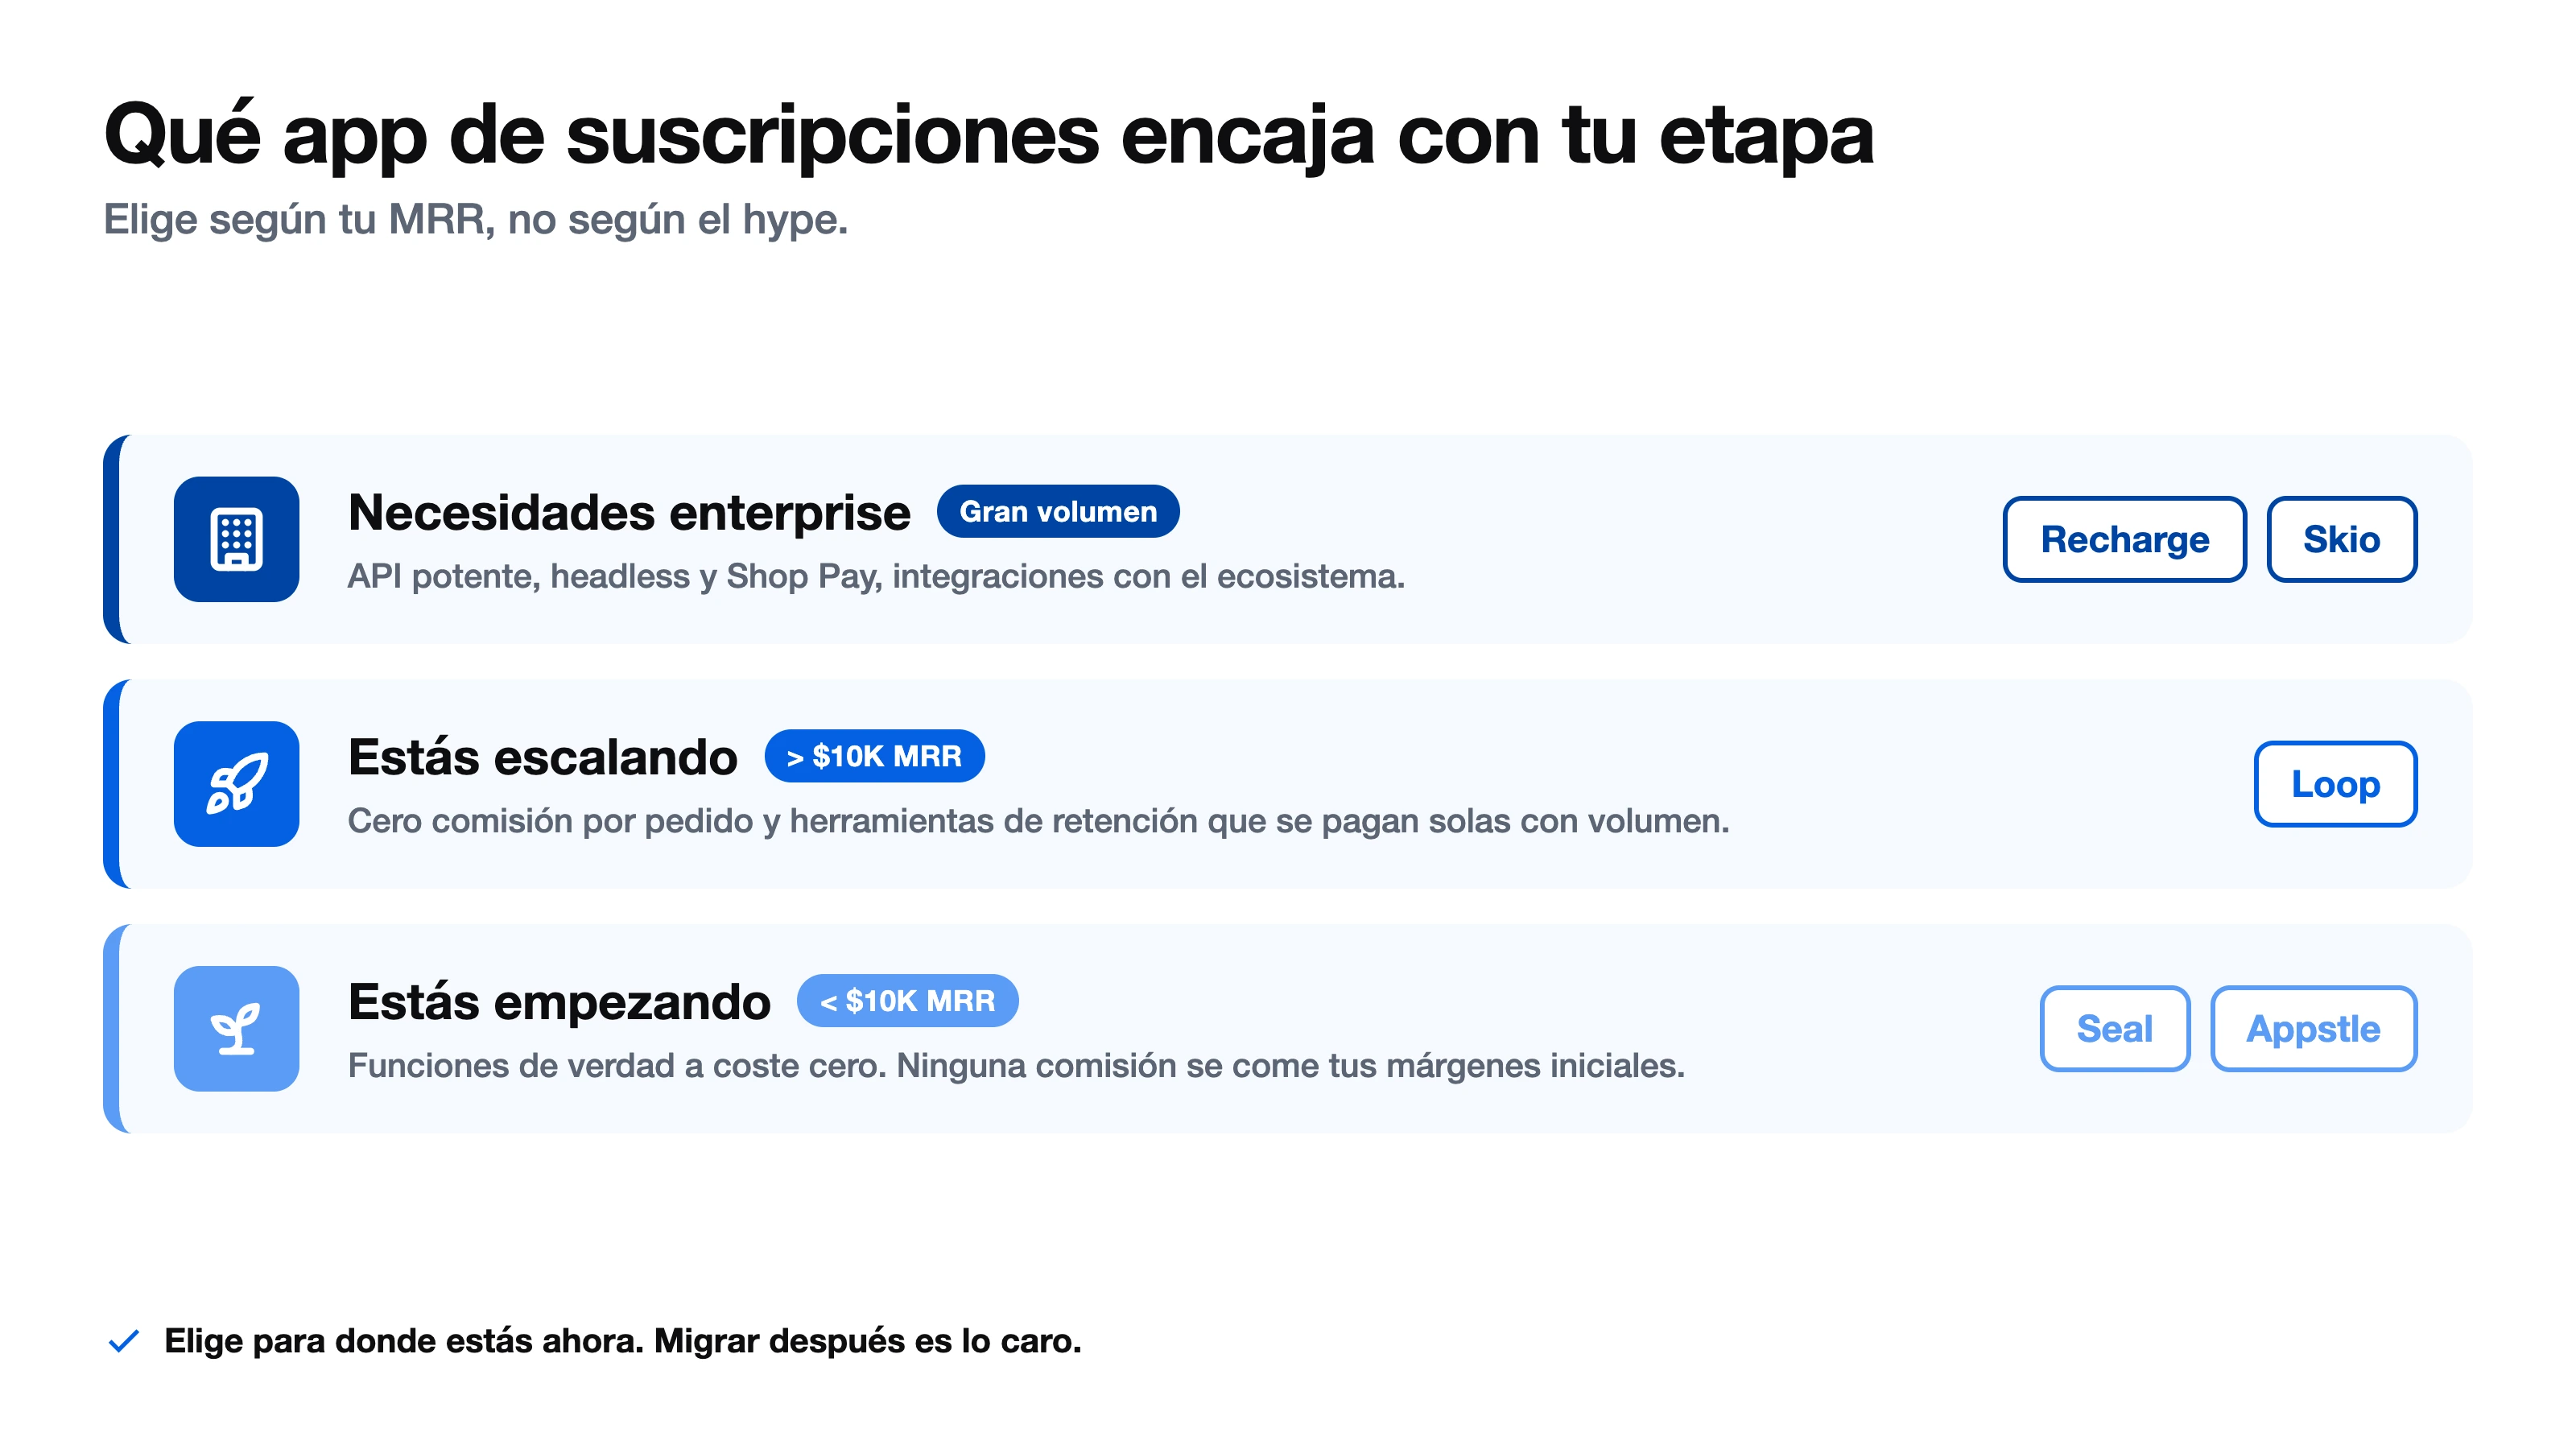 Qué app de suscripciones encaja con tu etapa
Elige según tu MRR, no según el hype.
Necesidades enterprise
Gran volumen
API potente, headless y Shop Pay, integraciones con el ecosistema.
Recharge
Skio
Estás escalando
> $10K MRR
Cero comisión por pedido y herramientas de retención que se pagan solas con volumen.
Loop
Estás empezando
< $10K MRR
Funciones de verdad a coste cero. Ninguna comisión se come tus márgenes iniciales.
Seal
Appstle
Elige para donde estás ahora. Migrar después es lo caro.